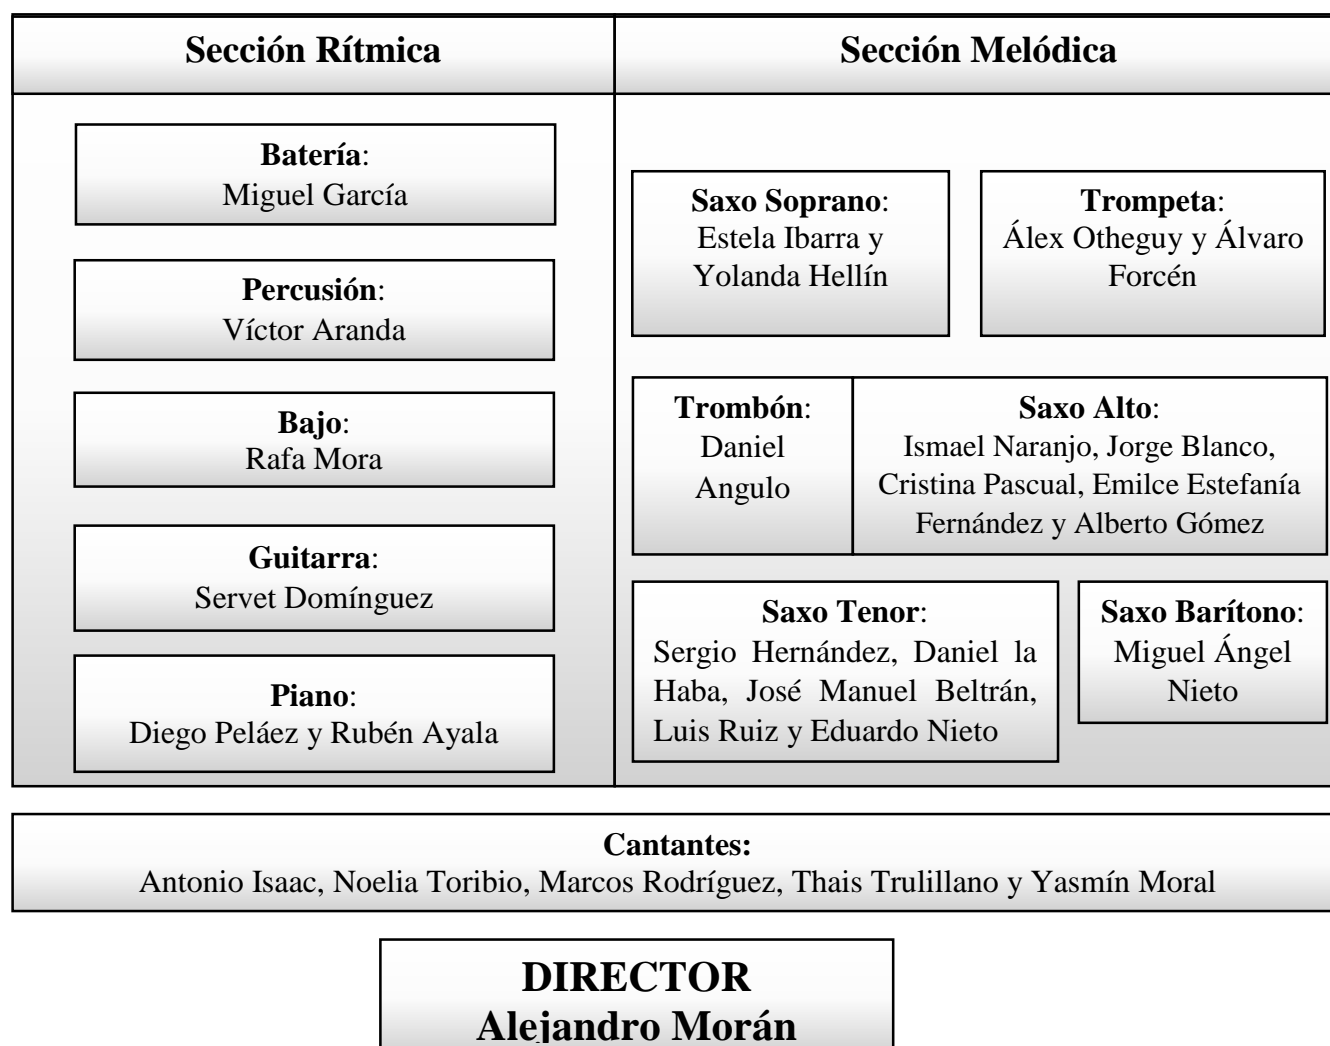 Sección Rítmica
Sección Melódica
Batería:
Miguel García
Percusión:
Víctor Aranda
Bajo:
Rafa Mora
Guitarra:
Servet Domínguez
Piano:
Diego Peláez y Rubén Ayala
Saxo Soprano:
Estela Ibarra y
Yolanda Hellín
Trompeta:
Álex Otheguy y Álvaro
Forcén
Trombón:
Daniel
Angulo
Saxo Alto:
Ismael Naranjo, Jorge Blanco,
Cristina Pascual, Emilce Estefanía
Fernández y Alberto Gómez
Saxo Tenor:
Sergio Hernández, Daniel la
Haba, José Manuel Beltrán,
Luis Ruiz y Eduardo Nieto
Saxo Barítono:
Miguel Ángel
Nieto
Cantantes:
Antonio Isaac, Noelia Toribio, Marcos Rodríguez, Thais Trulillano y Yasmín Moral
DIRECTOR
Alejandro Morán